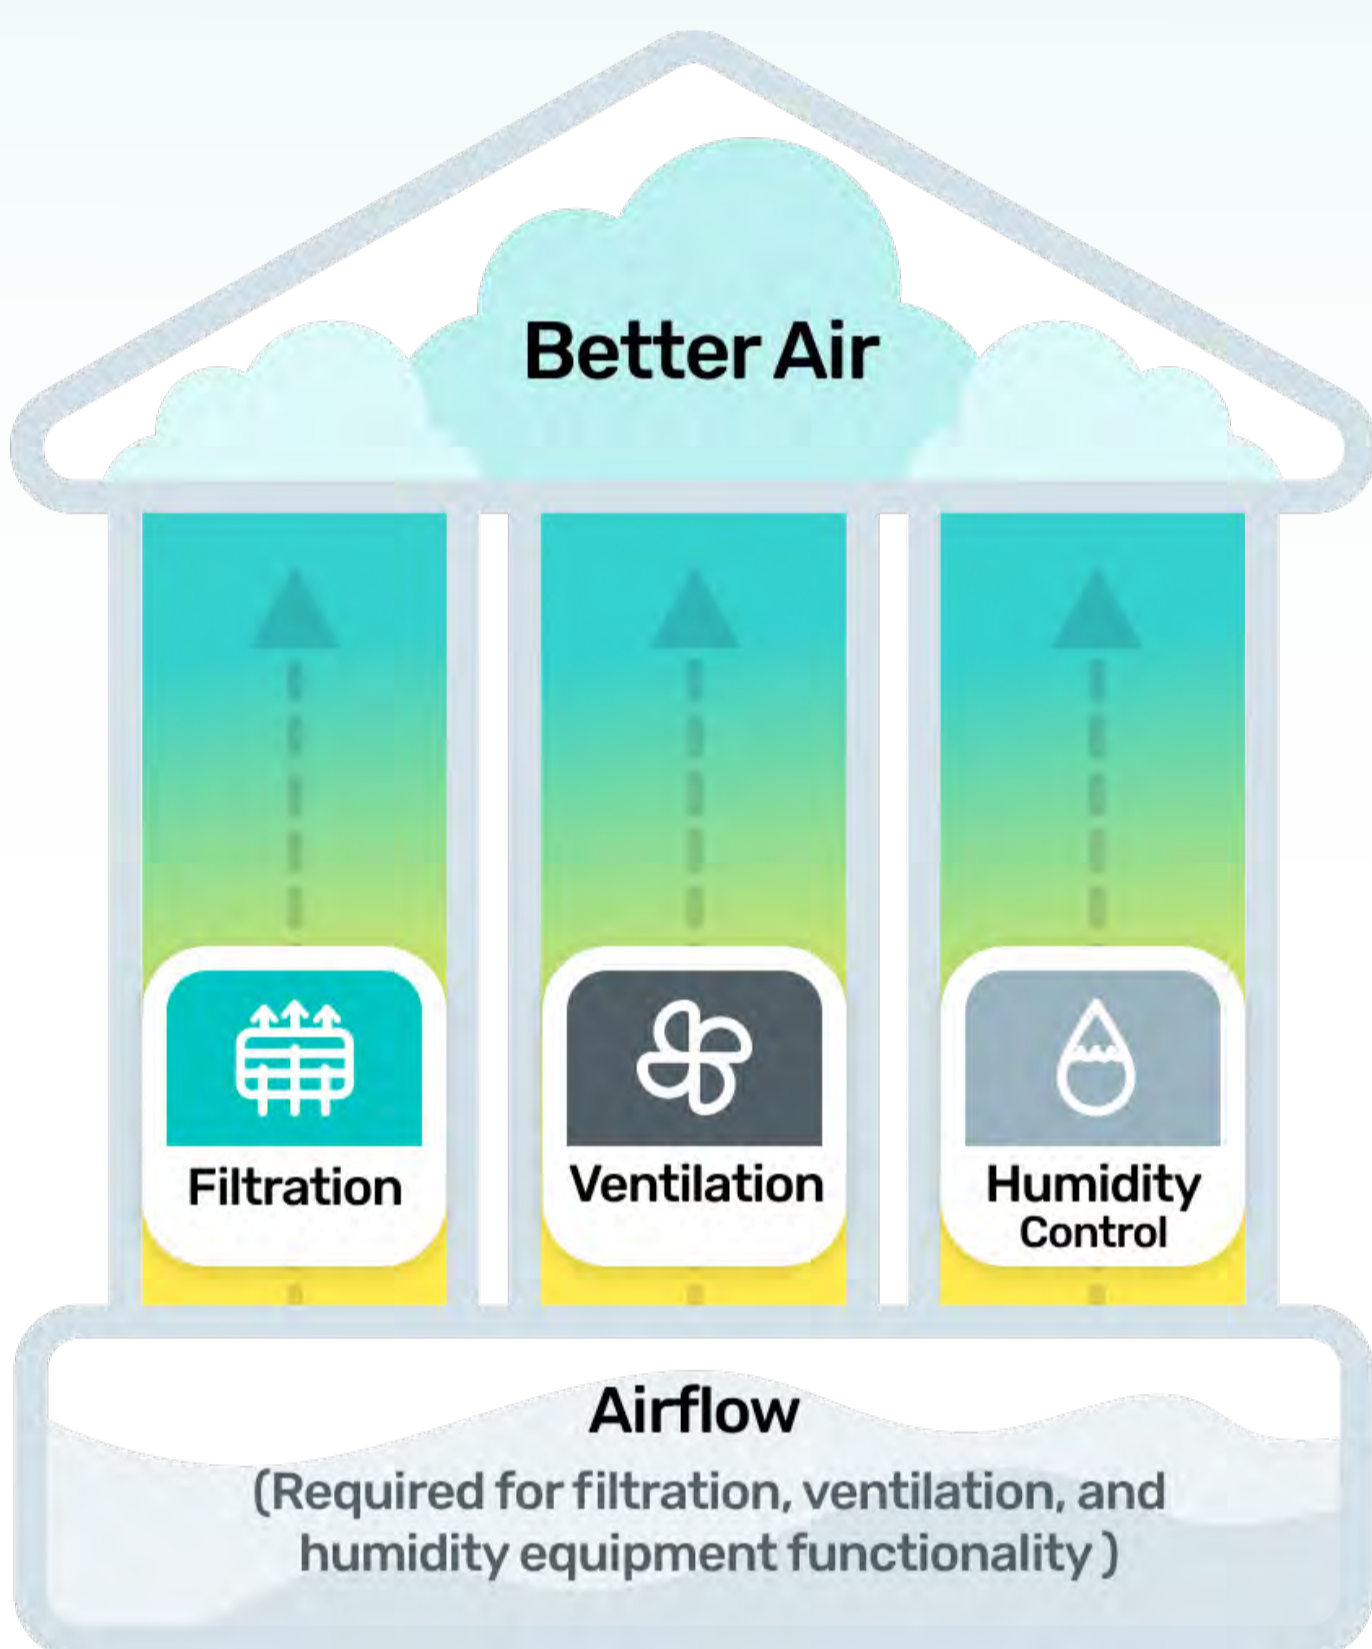 Better Air
Filtration
Ventilation
Humidity
Control
Airflow
(Required for filtration, ventilation, and
humidity equipment functionality )